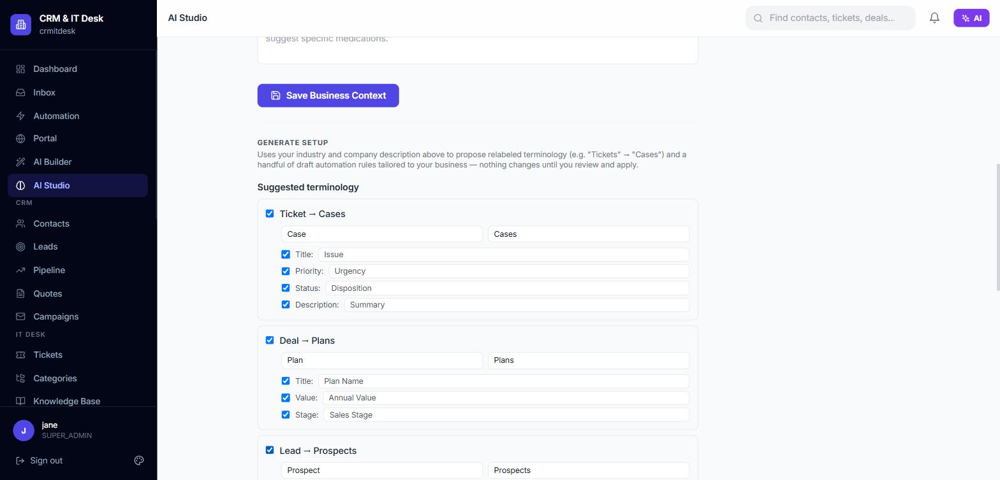 CRM & IT Desk
crmitdesk
Dashboard
Inbox
Automation
Portal
AI Builder
AI Studio
CRM
Contacts
Leads
Pipeline
Quotes
Campaigns
IT DESK
Tickets
Categories
Knowledge Base
J
jane
SUPER_ADMIN
Sign out
AI Studio
Find contacts, tickets, deals...
AI
suggest specific medications."
Save Business Context
GENERATE SETUP
Uses your industry and company description above to propose relabeled terminology (e.g. "Tickets" → "Cases") and a
handful of draft automation rules tailored to your business — nothing changes until you review and apply.
Suggested terminology
Ticket → Cases
Case Cases
Title: Issue
Priority: Urgency
Status: Disposition
Description: Summary
Deal → Plans
Plan Plans
Title: Plan Name
Value: Annual Value
Stage: Sales Stage
Lead → Prospects
Prospect Prospects